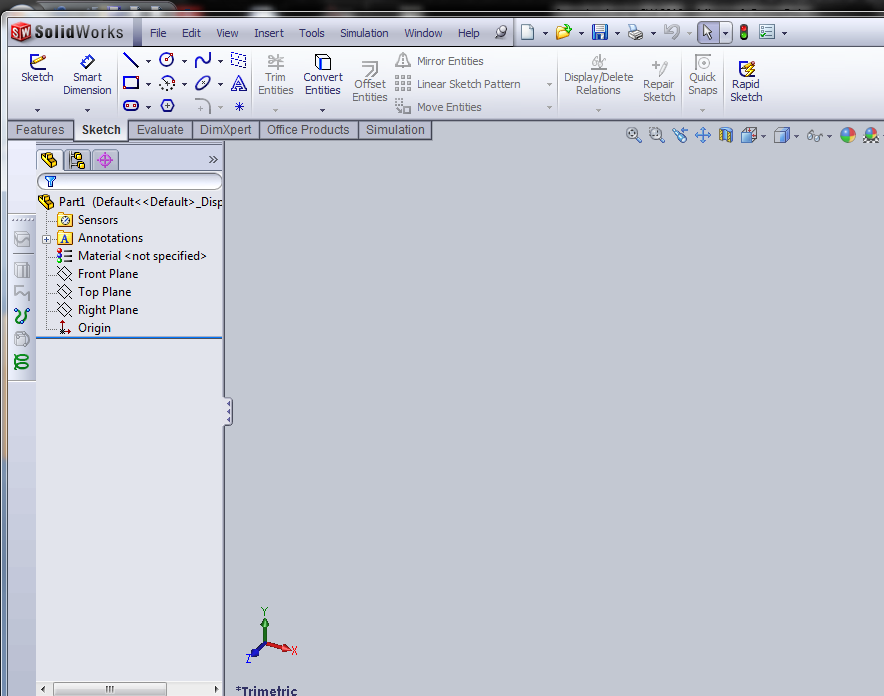 SW SolidWorks File Edit View Insert Tools Simulation Window Help
Sketch Smart Dimension Trim Entities Convert Entities Offset Entities Mirror Entities Linear Sketch Pattern Move Entities Display/Delete Relations Repair Sketch Quick Snaps Rapid Sketch
Features Sketch Evaluate DimXpert Office Products Simulation
Part1 (Default<<Default>_Disp
Sensors
A Annotations
Material <not specified>
Front Plane
Top Plane
Right Plane
Origin
Y
X
Z
*Trimetric